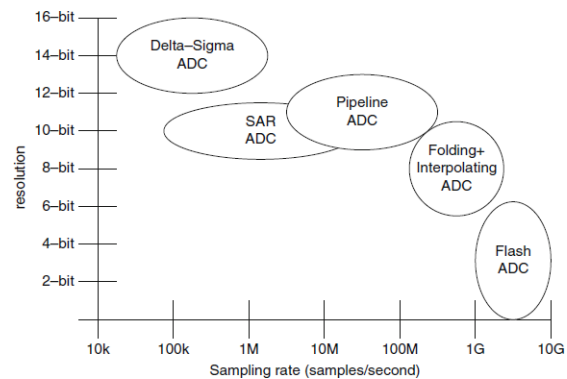 16–bit
14–bit
12–bit
10–bit
8–bit
6–bit
4–bit
2–bit
resolution
Delta–Sigma
ADC
SAR
ADC
Pipeline
ADC
Folding+
Interpolating
ADC
Flash
ADC
10k
100k
1M
10M
100M
1G
10G
Sampling rate (samples/second)